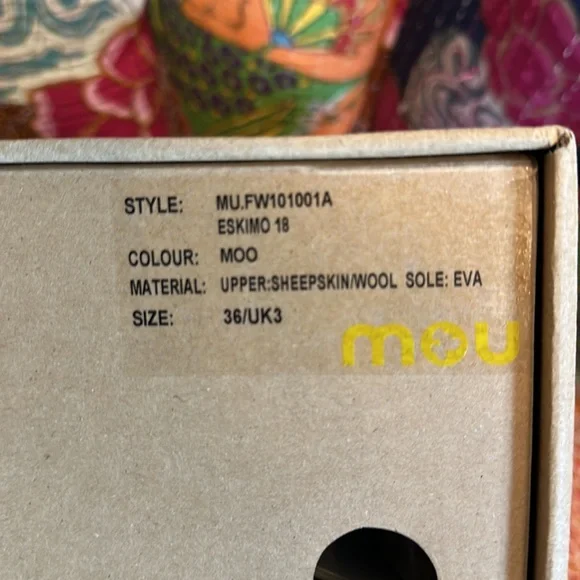 STYLE: MU.FW101001A
ESKIMO 18
COLOUR: MOO
MATERIAL: UPPER:SHEEPSKIN/WOOL SOLE: EVA
SIZE: 36/UK3
mou